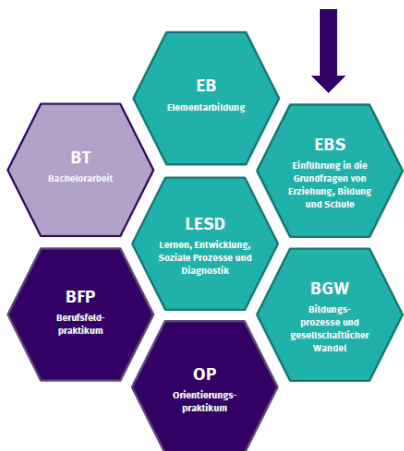 EB
Elementarbildung
EBS
Einführung in die
Grundfragen von
Erziehung, Bildung
und Schule
BT
Bachelorarbeit
LESD
Lernen, Entwicklung,
Soziale Prozesse und
Diagnostik
BGW
Bildungs-
prozesse und
gesellschaftlicher
Wandel
BFP
Berufsfeld-
praktikum
OP
Orientierungs-
praktikum